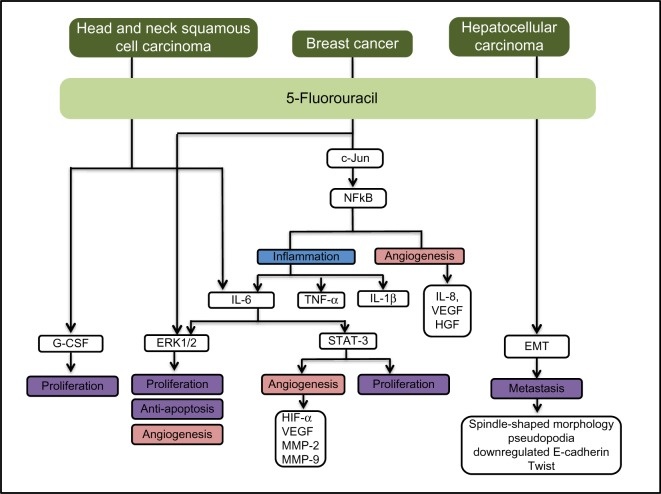 Head and neck squamous
cell carcinoma
Breast cancer
Hepatocellular
carcinoma
5-Fluorouracil
c-Jun
NFkB
Inflammation
Angiogenesis
IL-6
TNF-α
IL-1β
IL-8,
VEGF
HGF
G-CSF
ERK1/2
STAT-3
EMT
Proliferation
Proliferation
Anti-apoptosis
Angiogenesis
Angiogenesis
Proliferation
HIF-α
VEGF
MMP-2
MMP-9
Metastasis
Spindle-shaped morphology
pseudopodia
downregulated E-cadherin
Twist